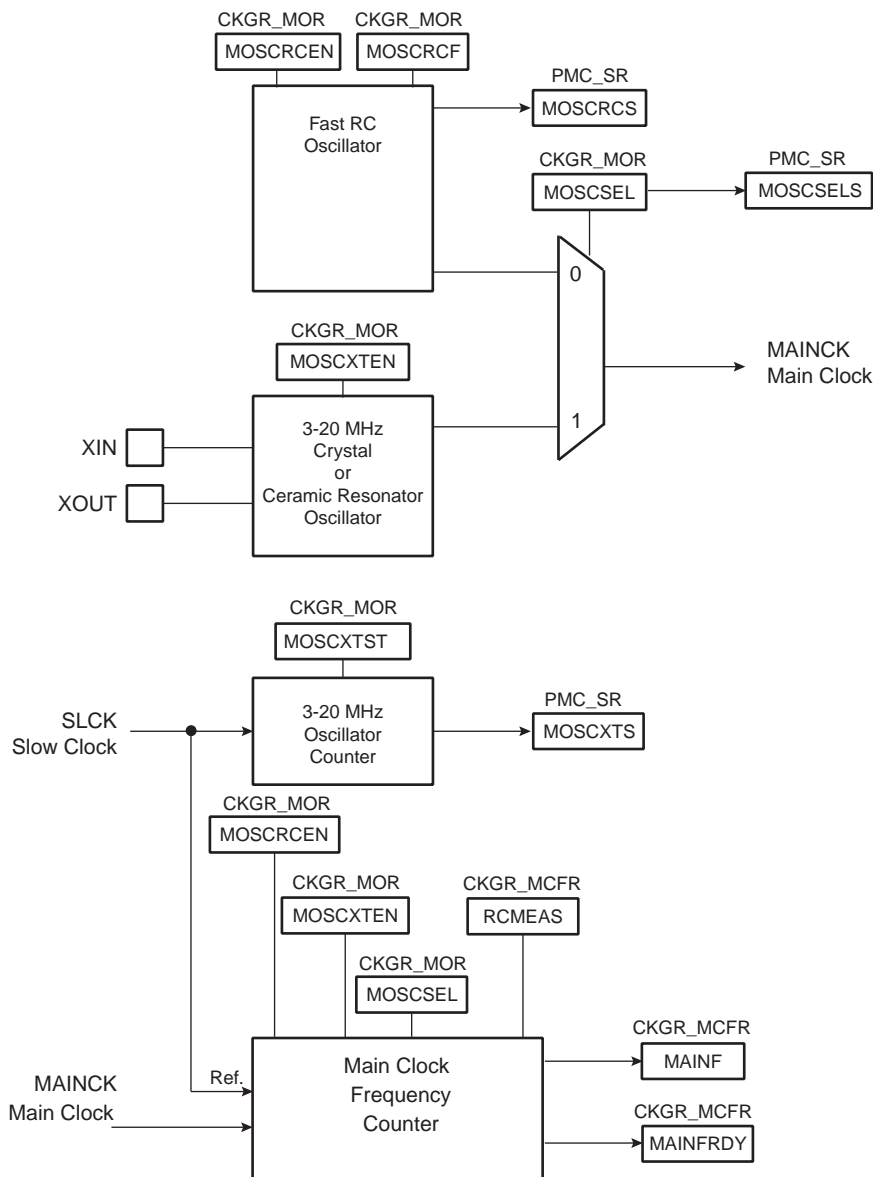 CKGR_MOR CKGR_MOR
MOSCRCEN MOSCRCF
PMC_SR
MOSCRCS
Fast RC
Oscillator
CKGR_MOR PMC_SR
MOSCSEL MOSCSELS
0
CKGR_MOR
MOSCXTEN
MAINCK
Main Clock
3-20 MHz
Crystal
or
Ceramic Resonator
Oscillator
1
XIN
XOUT
CKGR_MOR
MOSCXTST
SLCK
Slow Clock
3-20 MHz
Oscillator
Counter
PMC_SR
MOSCXTS
CKGR_MOR
MOSCRCEN
CKGR_MOR CKGR_MCFR
MOSCXTEN RCMEAS
CKGR_MOR
MOSCSEL
CKGR_MCFR
MAINF
MAINCK
Main Clock
Ref.
Main Clock
Frequency
Counter
CKGR_MCFR
MAINFRDY